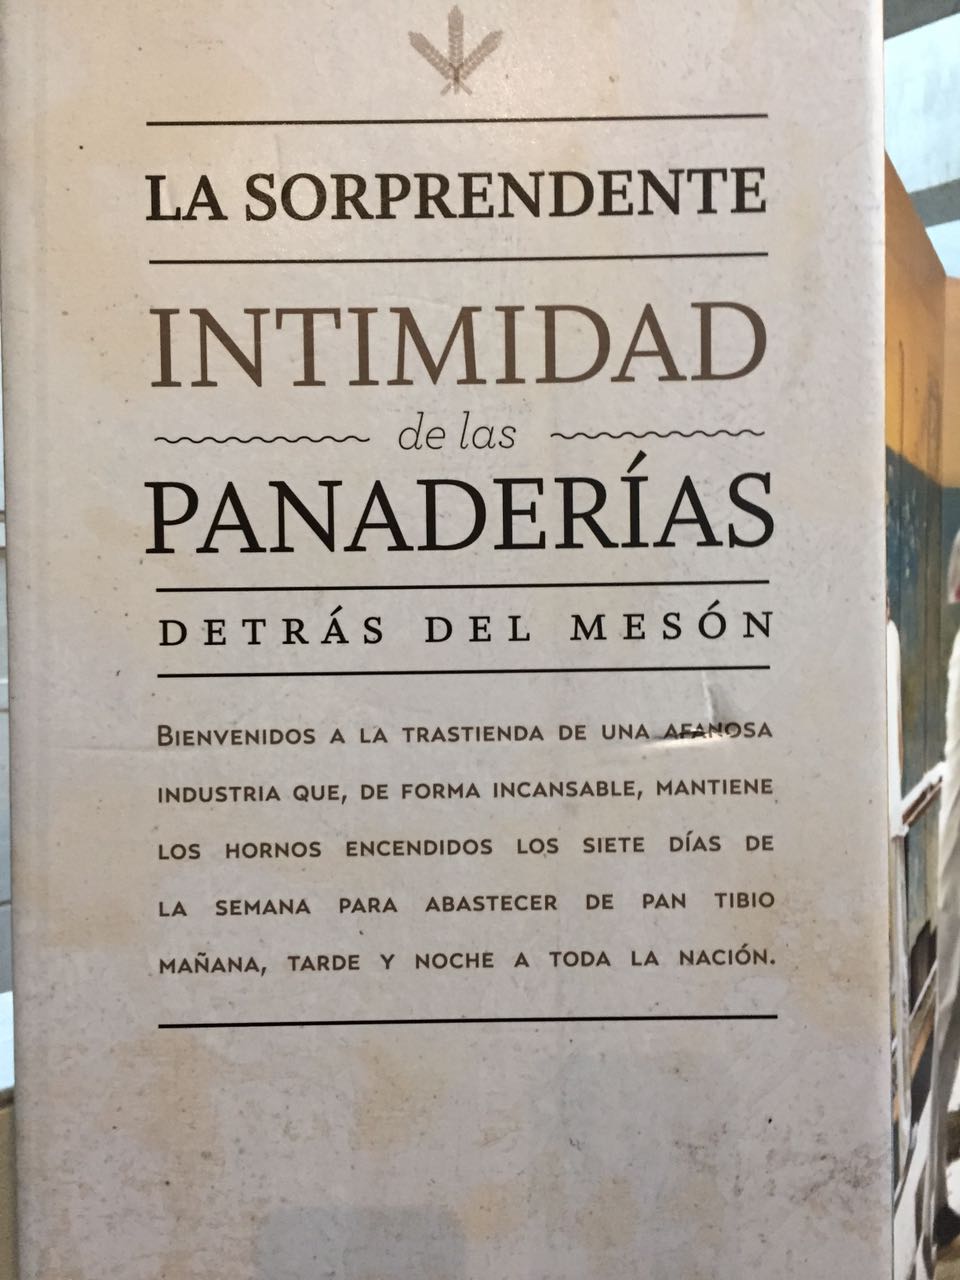 LA SORPRENDENTE
INTIMIDAD
de las
PANADERÍAS
DETRÁS DEL MESÓN
BIENVENIDOS A LA TRASTIENDA DE UNA AFANOSA
INDUSTRIA QUE, DE FORMA INCANSABLE, MANTIENE
LOS HORNOS ENCENDIDOS LOS SIETE DÍAS DE
LA SEMANA PARA ABASTECER DE PAN TIBIO
MAÑANA, TARDE Y NOCHE A TODA LA NACIÓN.